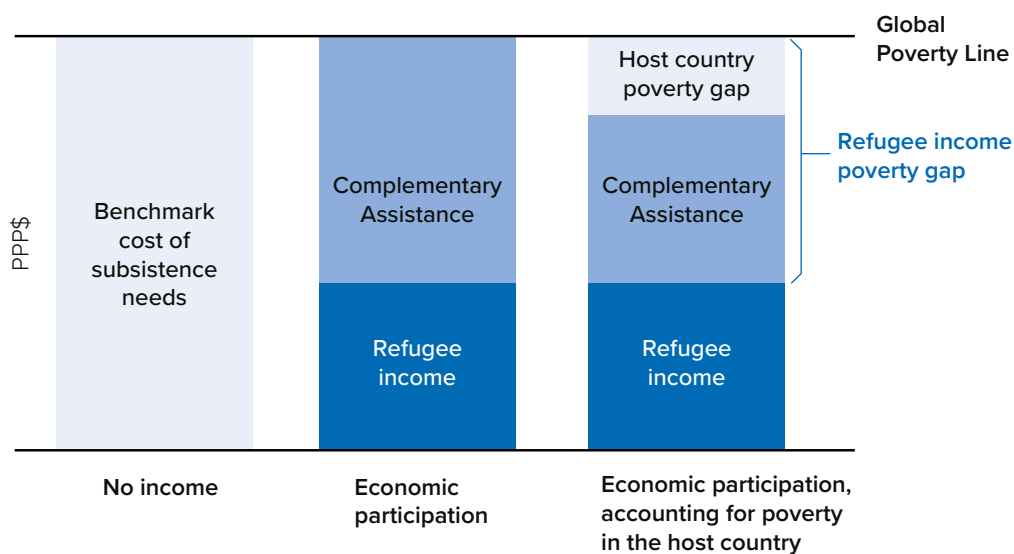 Global
Poverty Line
Host country
poverty gap
Refugee income
poverty gap
Complementary
Assistance
Complementary
Assistance
Benchmark
cost of
subsistence
needs
PPP$
Refugee
income
Refugee
income
No income
Economic
participation
Economic participation,
accounting for poverty
in the host country